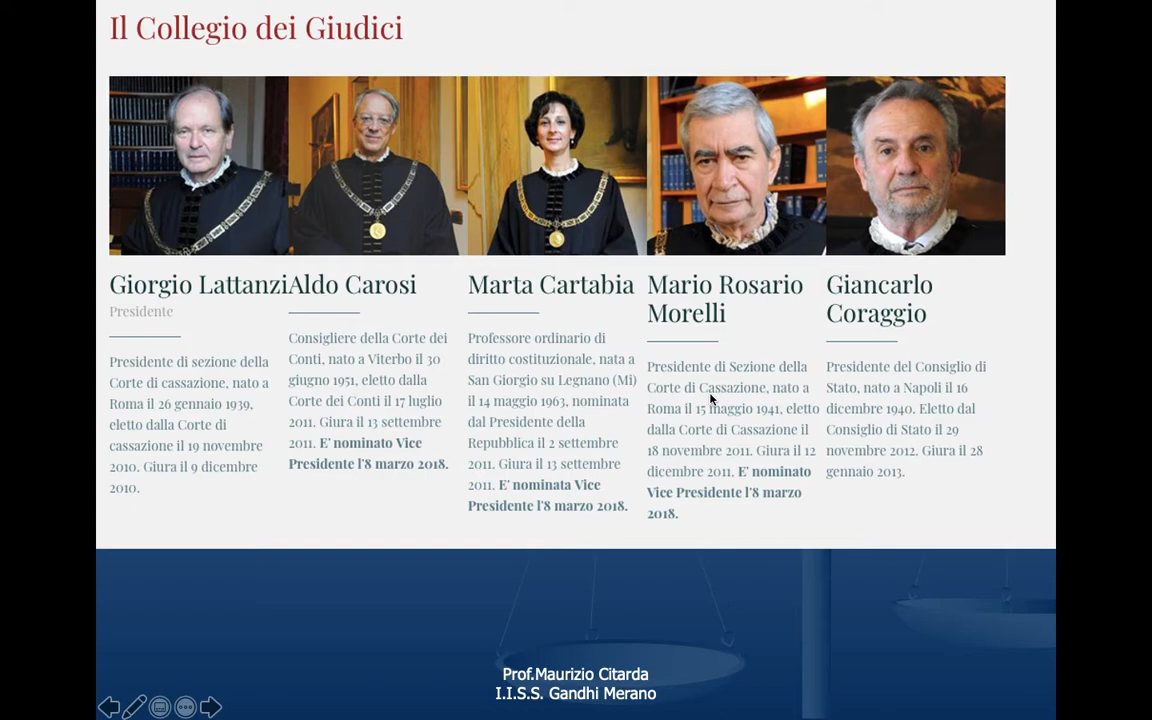 Il Collegio dei Giudici
Giorgio Lattanzi
Presidente
Presidente di sezione della
Corte di cassazione, nato a
Roma il 26 gennaio 1939,
eletto dalla Corte di
cassazione il 19 novembre
2010. Giura il 9 dicembre
2010.
Aldo Carosi
Consigliere della Corte dei
Conti, nato a Viterbo il 30
giugno 1951, eletto dalla
Corte dei Conti il 17 luglio
2011. Giura il 13 settembre
2011. E' nominato Vice
Presidente l'8 marzo 2018.
Marta Cartabia
Professore ordinario di
diritto costituzionale, nata a
San Giorgio su Legnano (Mi)
il 14 maggio 1963, nominata
dal Presidente della
Repubblica il 2 settembre
2011. Giura il 13 settembre
2011. E' nominata Vice
Presidente l'8 marzo 2018.
Mario Rosario
Morelli
Presidente di Sezione della
Corte di Cassazione, nato a
Roma il 15 maggio 1941, eletto
dalla Corte di Cassazione il
18 novembre 2011. Giura il 12
dicembre 2011. E' nominato
Vice Presidente l'8 marzo
2018.
Giancarlo
Coraggio
Presidente del Consiglio di
Stato, nato a Napoli il 16
dicembre 1940. Eletto dal
Consiglio di Stato il 29
novembre 2012. Giura il 28
gennaio 2013.
Prof.Maurizio Citarda
I.I.S.S. Gandhi Merano